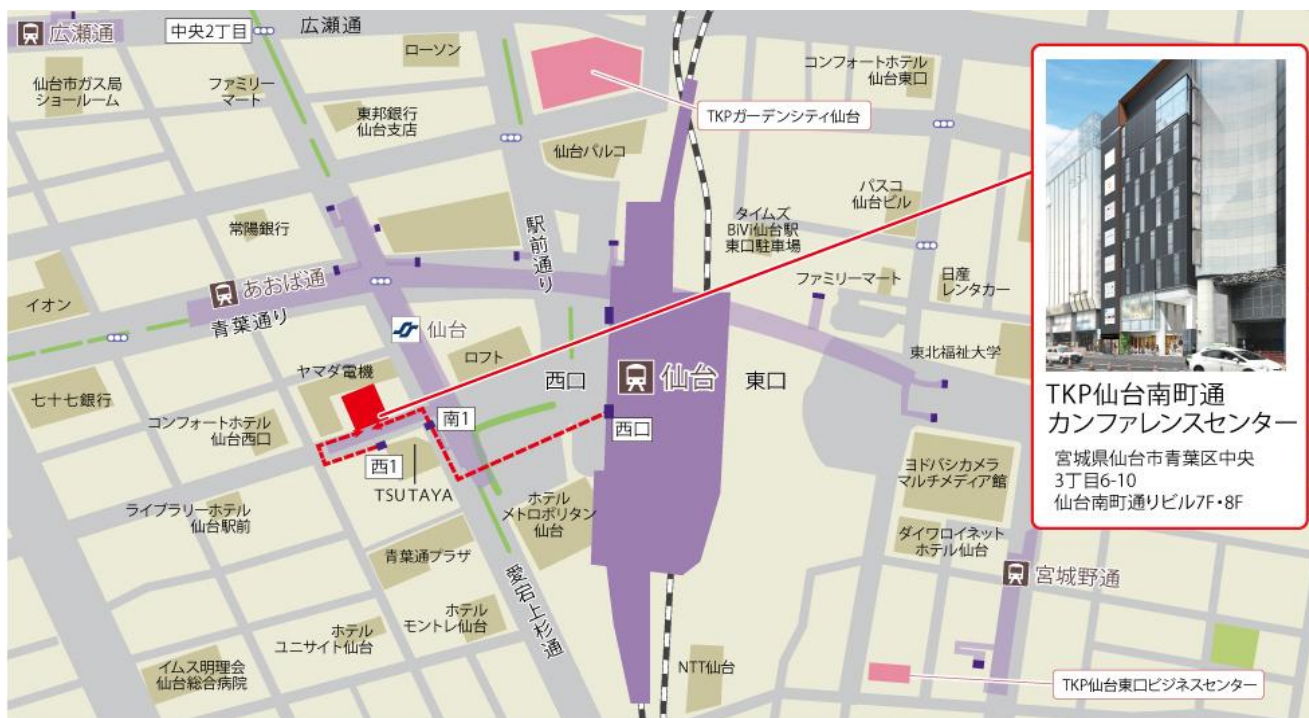 広瀬通
中央2丁目
広瀬通
仙台市ガス局
ショールーム
ファミリー
マート
ローソン
東邦銀行
仙台支店
TKPガーデンシティ仙台
コンフォートホテル
仙台東口
仙台パルコ
パスコ
仙台ビル
常陽銀行
駅前通り
タイムズ
BiVi仙台駅
東口駐車場
ファミリーマート
日産
レンタカー
イオン
あおば通
青葉通り
仙台
ロフト
東北福祉大学
ヤマダ電機
西口
仙台
東口
七十七銀行
コンフォートホテル
仙台西口
南1
西口
西1
TSUTAYA
ヨドバシカメラ
マルチメディア館
ライブラリーホテル
仙台駅前
ホテル
メトロポリタン
仙台
ダイワロイネット
ホテル仙台
青葉通プラザ
愛宕上杉通
宮城野通
ホテル
モントレ仙台
ホテル
ユニサイト仙台
イムス明理会
仙台総合病院
NTT仙台
TKP仙台東口ビジネスセンター
TKP仙台南町通
カンファレンスセンター
宮城県仙台市青葉区中央
3丁目6-10
仙台南町通りビル7F・8F